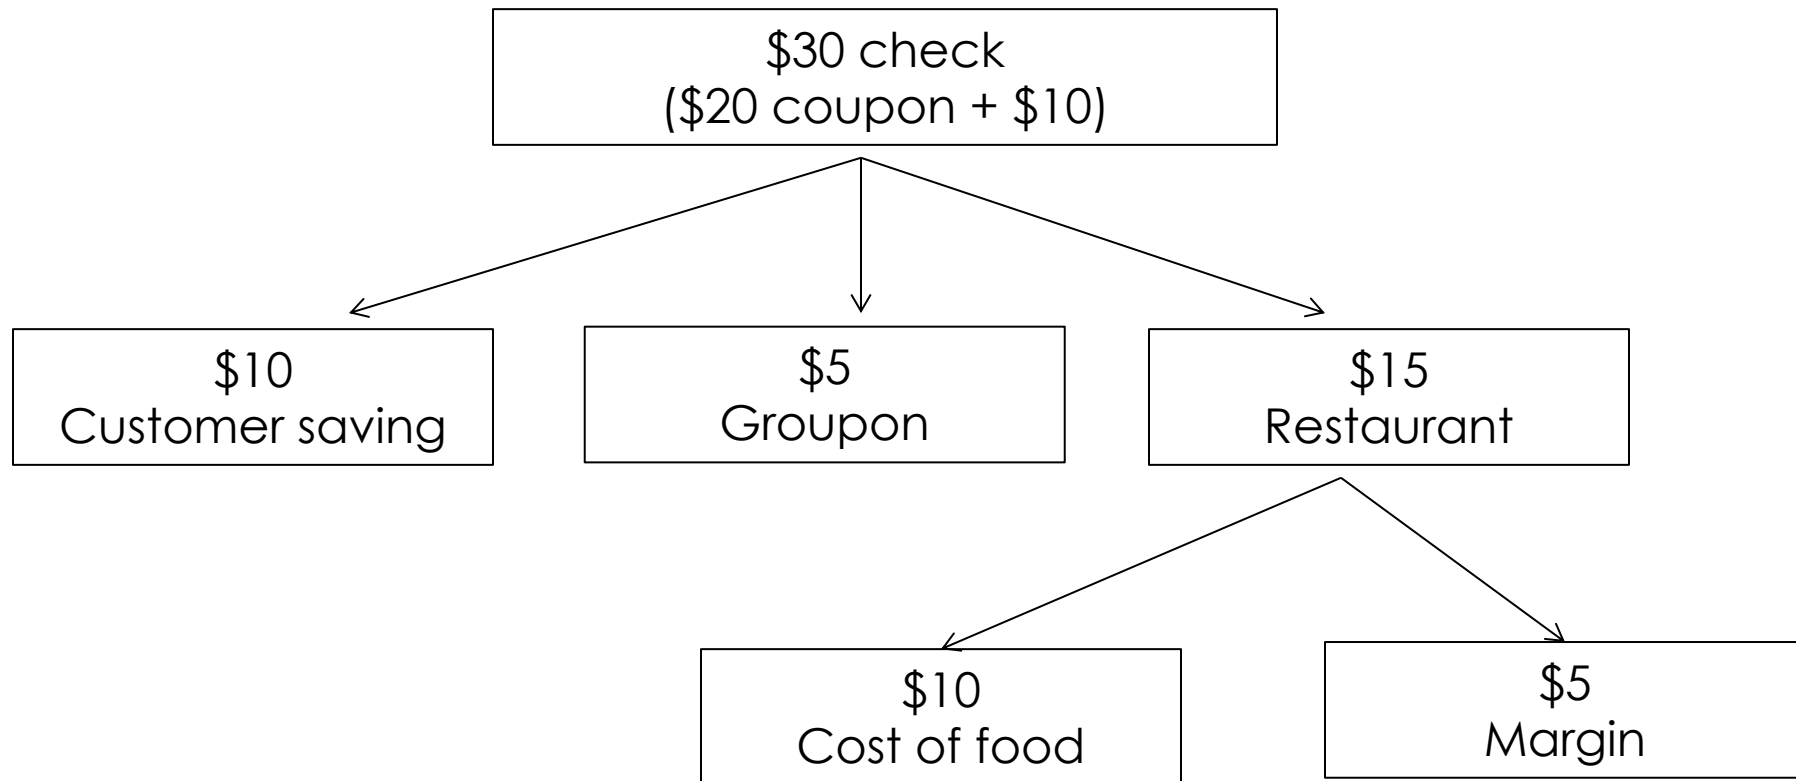 $30 check
($20 coupon + $10)
$10
Customer saving
$5
Groupon
$15
Restaurant
$10
Cost of food
$5
Margin